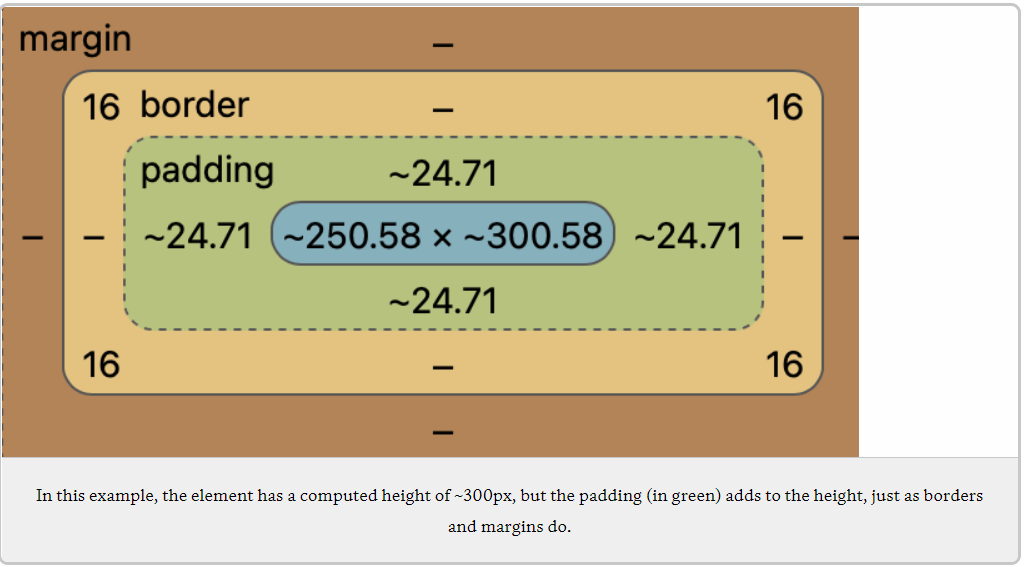 margin –
16 border – 16
padding ~24.71
– – ~24.71 ~250.58 × ~300.58 ~24.71 – –
~24.71
16 – 16
–
In this example, the element has a computed height of ~300px, but the padding (in green) adds to the height, just as borders
and margins do.